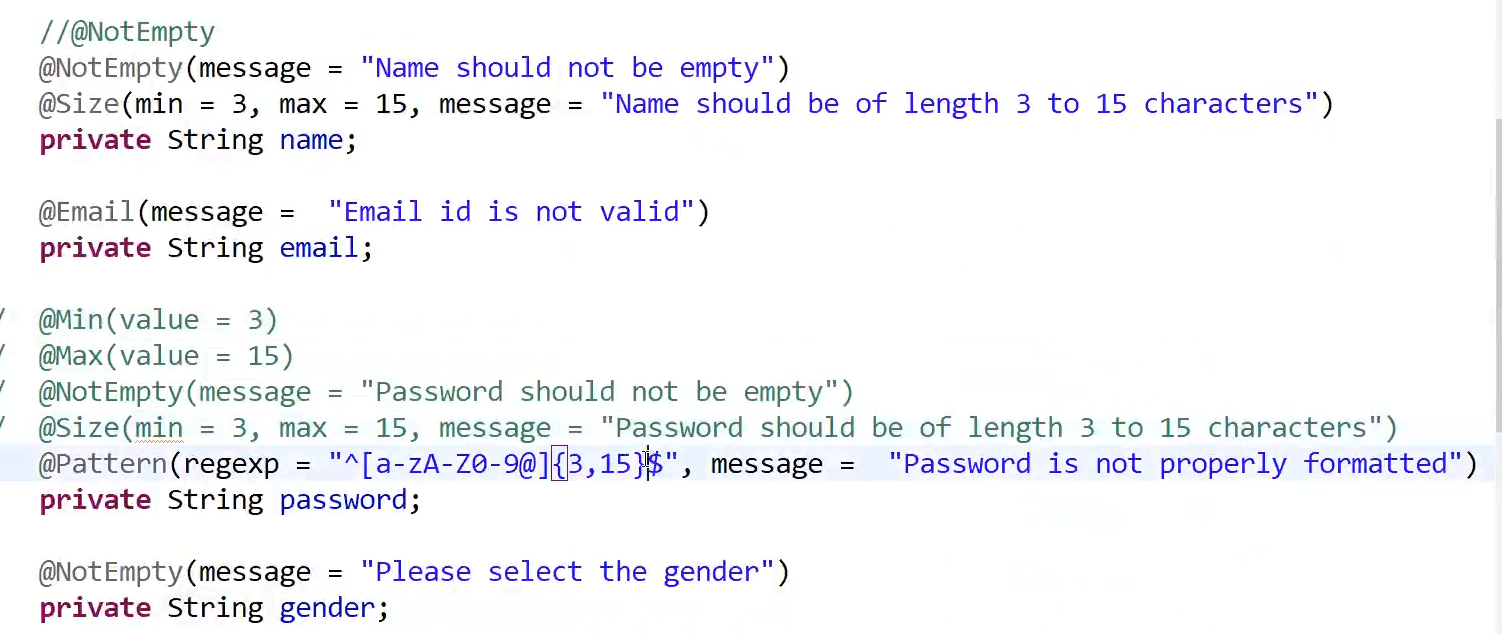 //@NotEmpty
@NotEmpty(message = "Name should not be empty")
@Size(min = 3, max = 15, message = "Name should be of length 3 to 15 characters")
private String name;
@Email(message =  "Email id is not valid")
private String email;
/ @Min(value = 3)
/ @Max(value = 15)
/ @NotEmpty(message = "Password should not be empty")
/ @Size(min = 3, max = 15, message = "Password should be of length 3 to 15 characters")
@Pattern(regexp = "^[a-zA-Z0-9@]{3,15}$", message =  "Password is not properly formatted")
private String password;
@NotEmpty(message = "Please select the gender")
private String gender;